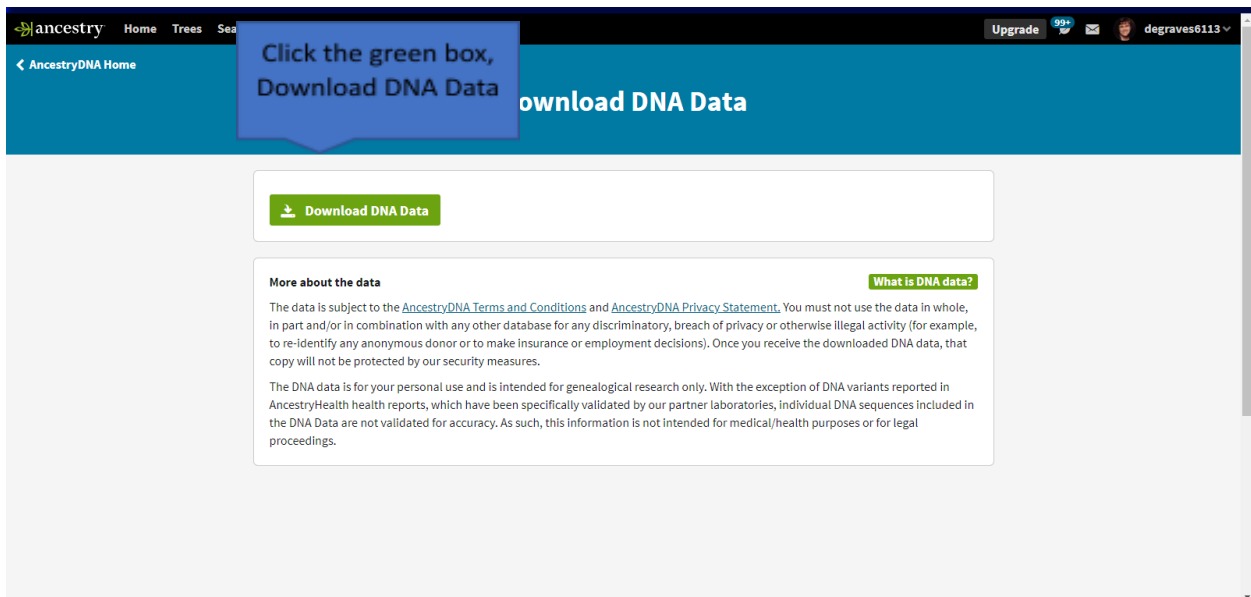 ancestry Home Trees Sea Upgrade 99+ degraves6113
AncestryDNA Home
Click the green box,
Download DNA Data
ownload DNA Data
Download DNA Data
More about the data What is DNA data?
The data is subject to the AncestryDNA Terms and Conditions and AncestryDNA Privacy Statement. You must not use the data in whole,
in part and/or in combination with any other database for any discriminatory, breach of privacy or otherwise illegal activity (for example,
to re-identify any anonymous donor or to make insurance or employment decisions). Once you receive the downloaded DNA data, that
copy will not be protected by our security measures.
The DNA data is for your personal use and is intended for genealogical research only. With the exception of DNA variants reported in
AncestryHealth health reports, which have been specifically validated by our partner laboratories, individual DNA sequences included in
the DNA Data are not validated for accuracy. As such, this information is not intended for medical/health purposes or for legal
proceedings.